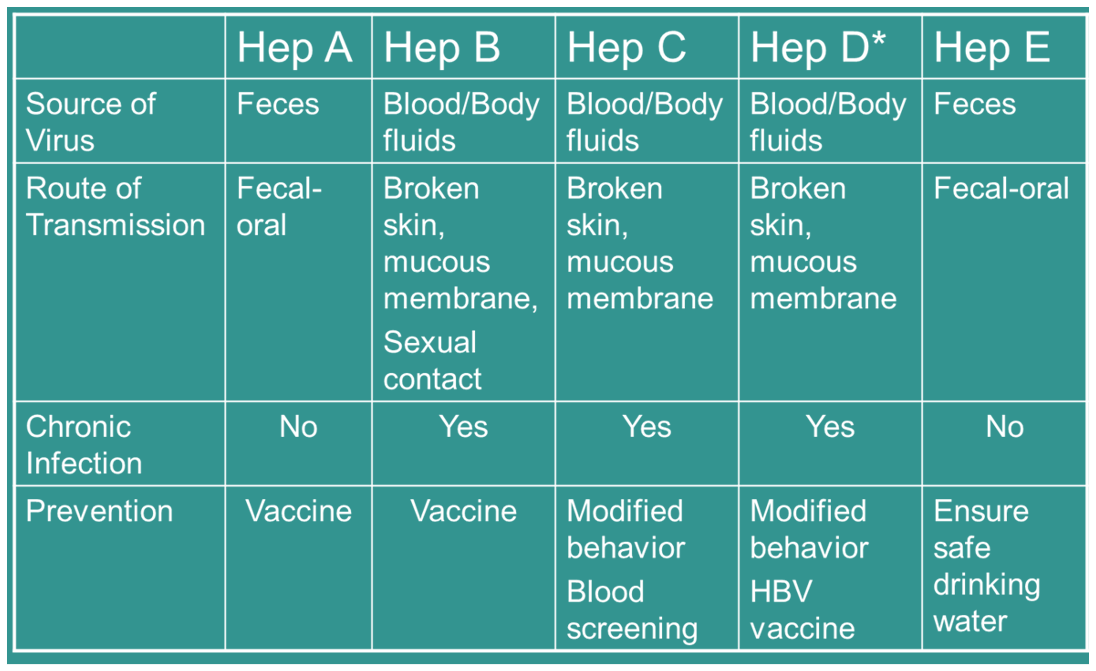 Hep A Hep B Hep C Hep D* Hep E
Source of Virus
Feces
Blood/Body fluids
Blood/Body fluids
Blood/Body fluids
Feces
Route of Transmission
Fecal-oral
Broken skin, mucous membrane,
Sexual contact
Broken skin, mucous membrane
Broken skin, mucous membrane
Fecal-oral
Chronic Infection
No
Yes
Yes
Yes
No
Prevention
Vaccine
Vaccine
Modified behavior
Blood screening
Modified behavior
HBV vaccine
Ensure safe drinking water